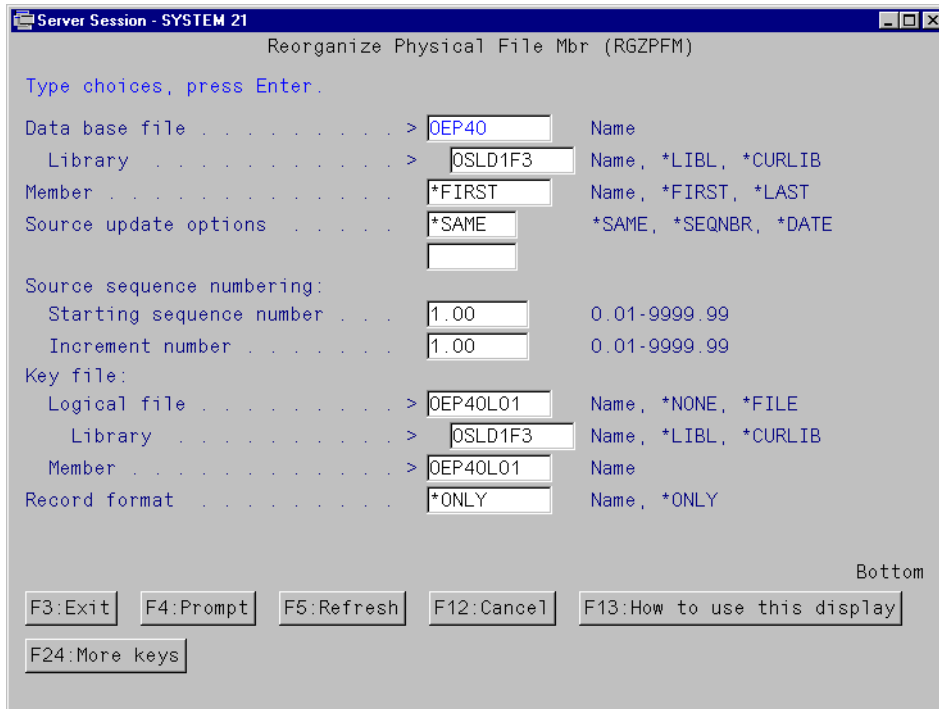 Server Session - SYSTEM 21
Reorganize Physical File Mbr (RGZPFM)
Type choices, press Enter.
Data base file . . . . . . . . . > OEP40 Name
Library . . . . . . . . . . . > OSLD1F3 Name, *LIBL, *CURLIB
Member . . . . . . . . . . . . . *FIRST Name, *FIRST, *LAST
Source update options . . . . . *SAME *SAME, *SEQNBR, *DATE
Source sequence numbering:
Starting sequence number . . . 1.00 0.01-9999.99
Increment number . . . . . . . 1.00 0.01-9999.99
Key file:
Logical file . . . . . . . . . > OEP40L01 Name, *NONE, *FILE
Library . . . . . . . . . . > OSLD1F3 Name, *LIBL, *CURLIB
Member . . . . . . . . . . . . > OEP40L01 Name
Record format . . . . . . . . . *ONLY Name, *ONLY
Bottom
F3:Exit F4:Prompt F5:Refresh F12:Cancel F13:How to use this display
F24:More keys